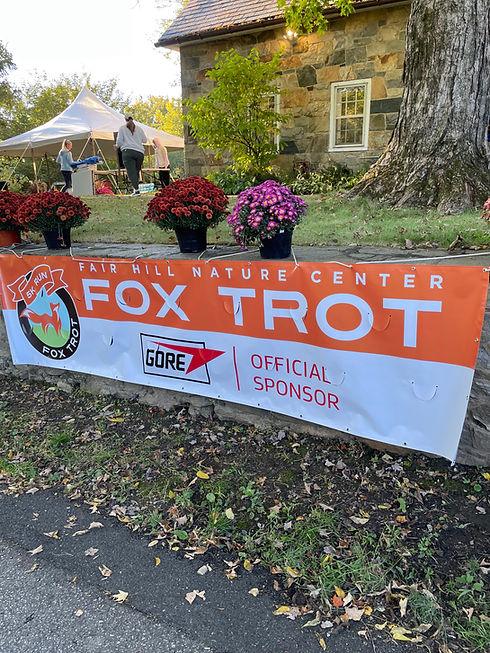 FAIR HILL NATURE CENTER
FOX TROT
5K RUN
FOX TROT
GORE
OFFICIAL
SPONSOR